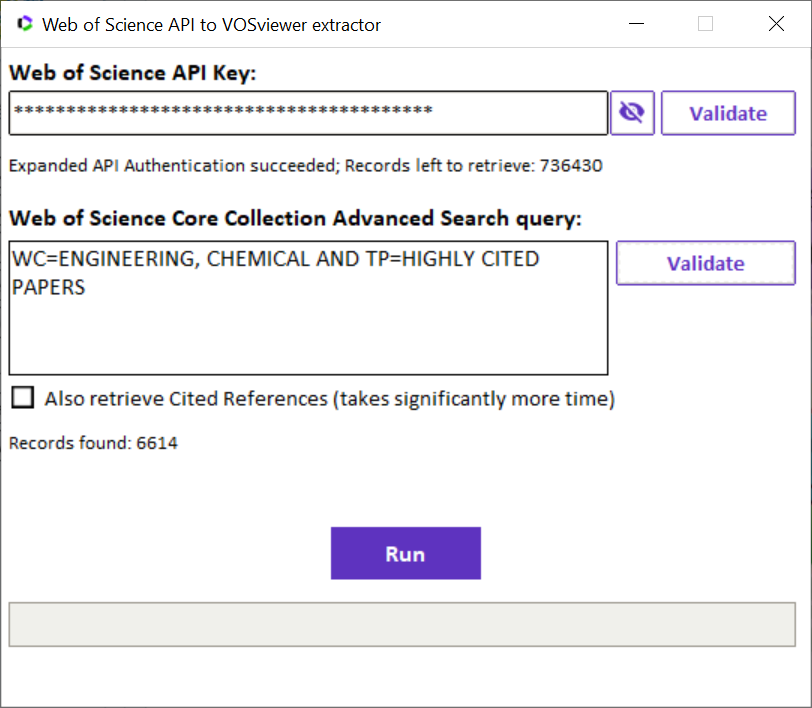 Web of Science API to VOSviewer extractor
Web of Science API Key:
****************************************
Validate
Expanded API Authentication succeeded; Records left to retrieve: 736430
Web of Science Core Collection Advanced Search query:
WC=ENGINEERING, CHEMICAL AND TP=HIGHLY CITED
PAPERS
Validate
Also retrieve Cited References (takes significantly more time)
Records found: 6614
Run